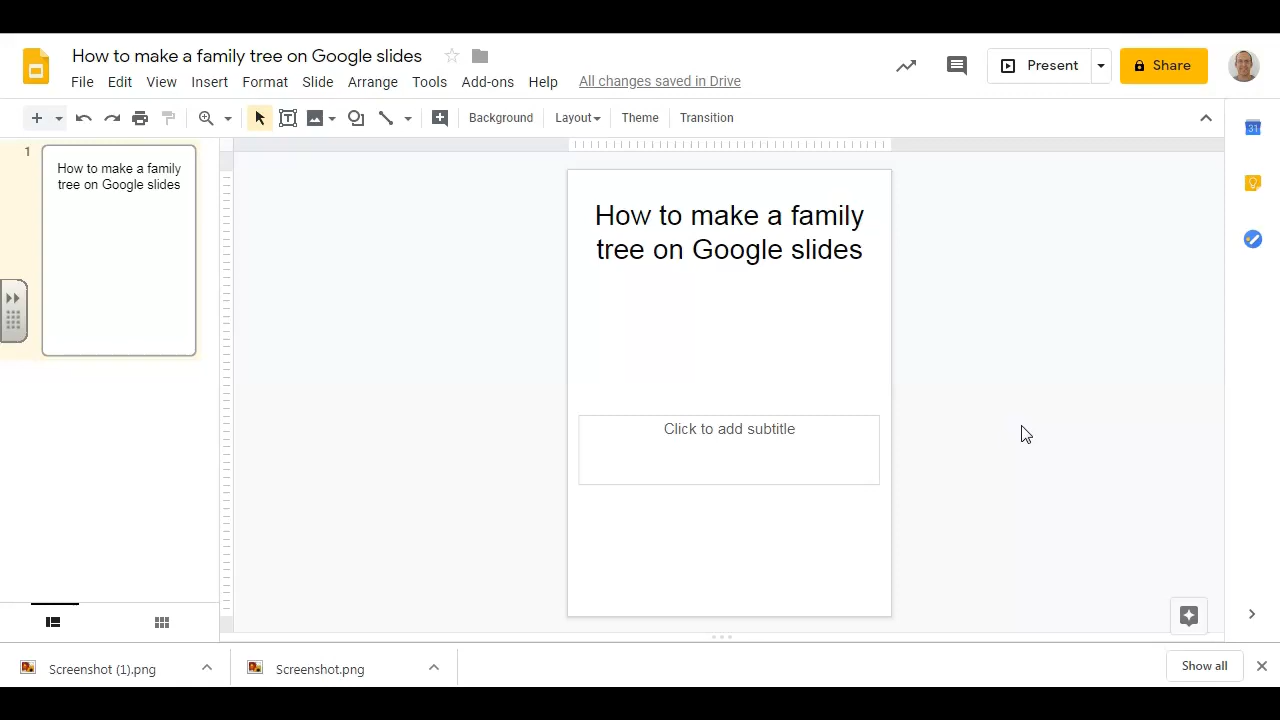 How to make a family tree on Google slides
File Edit View Insert Format Slide Arrange Tools Add-ons Help All changes saved in Drive
Present
Share
Background Layout Theme Transition
31
1
How to make a family
tree on Google slides
How to make a family
tree on Google slides
Click to add subtitle
Screenshot (1).png
Screenshot.png
Show all